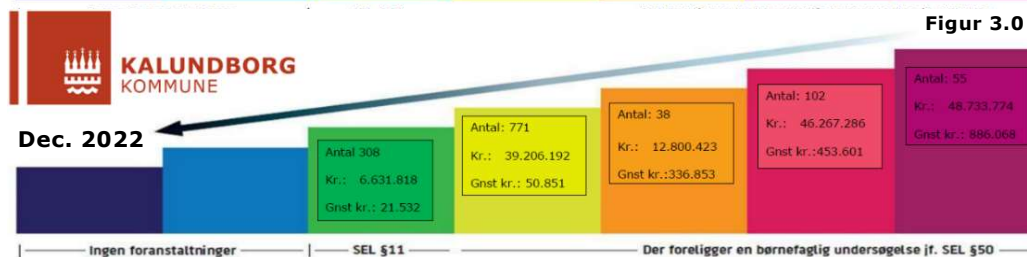 Figur 3.0
KALUNDBORG
KOMMUNE
Dec. 2022
Antal 308
Kr.: 6.631.818
Gnst kr.: 21.532
Antal: 771
Kr.: 39.206.192
Gnst kr.: 50.851
Antal: 38
Kr.: 12.800.423
Gnst kr.:336.853
Antal: 102
Kr.: 46.267.286
Gnst kr.:453.601
Antal: 55
Kr.: 48.733.774
Gnst kr.: 886.068
Ingen foranstaltninger
SEL §11
Der foreligger en børnefaglig undersøgelse jf. SEL §50